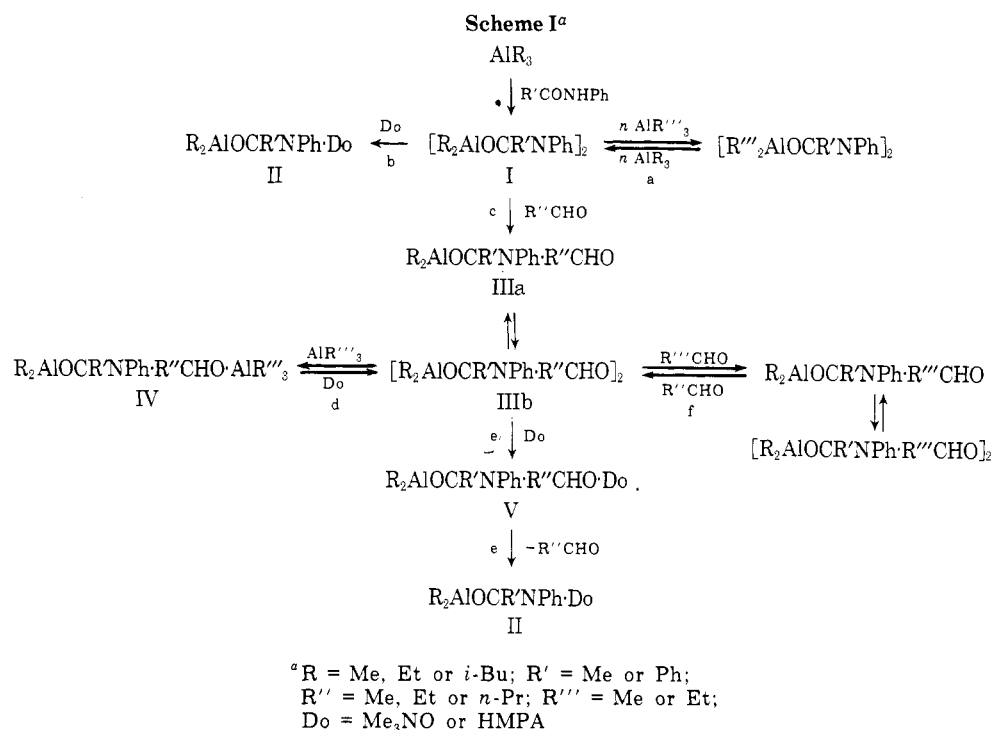 Scheme Iᵃ
AlR₃
R′CONHPh
R₂AlOCR′NPh·Do ← Do b [R₂AlOCR′NPh]₂ n AlR‴₃ ⇌ n AlR₃ a [R‴₂AlOCR′NPh]₂
II I
c R″CHO
R₂AlOCR′NPh·R″CHO
IIIa
R₂AlOCR′NPh·R″CHO·AlR‴₃ AlR‴₃ ⇌ Do d [R₂AlOCR′NPh·R″CHO]₂ R‴CHO ⇌ R″CHO f R₂AlOCR′NPh·R‴CHO
IV IIIb
e Do [R₂AlOCR′NPh·R‴CHO]₂
R₂AlOCR′NPh·R″CHO·Do
V
e −R″CHO
R₂AlOCR′NPh·Do
II
ᵃ R = Me, Et or i-Bu; R′ = Me or Ph;
R″ = Me, Et or n-Pr; R‴ = Me or Et;
Do = Me₃NO or HMPA